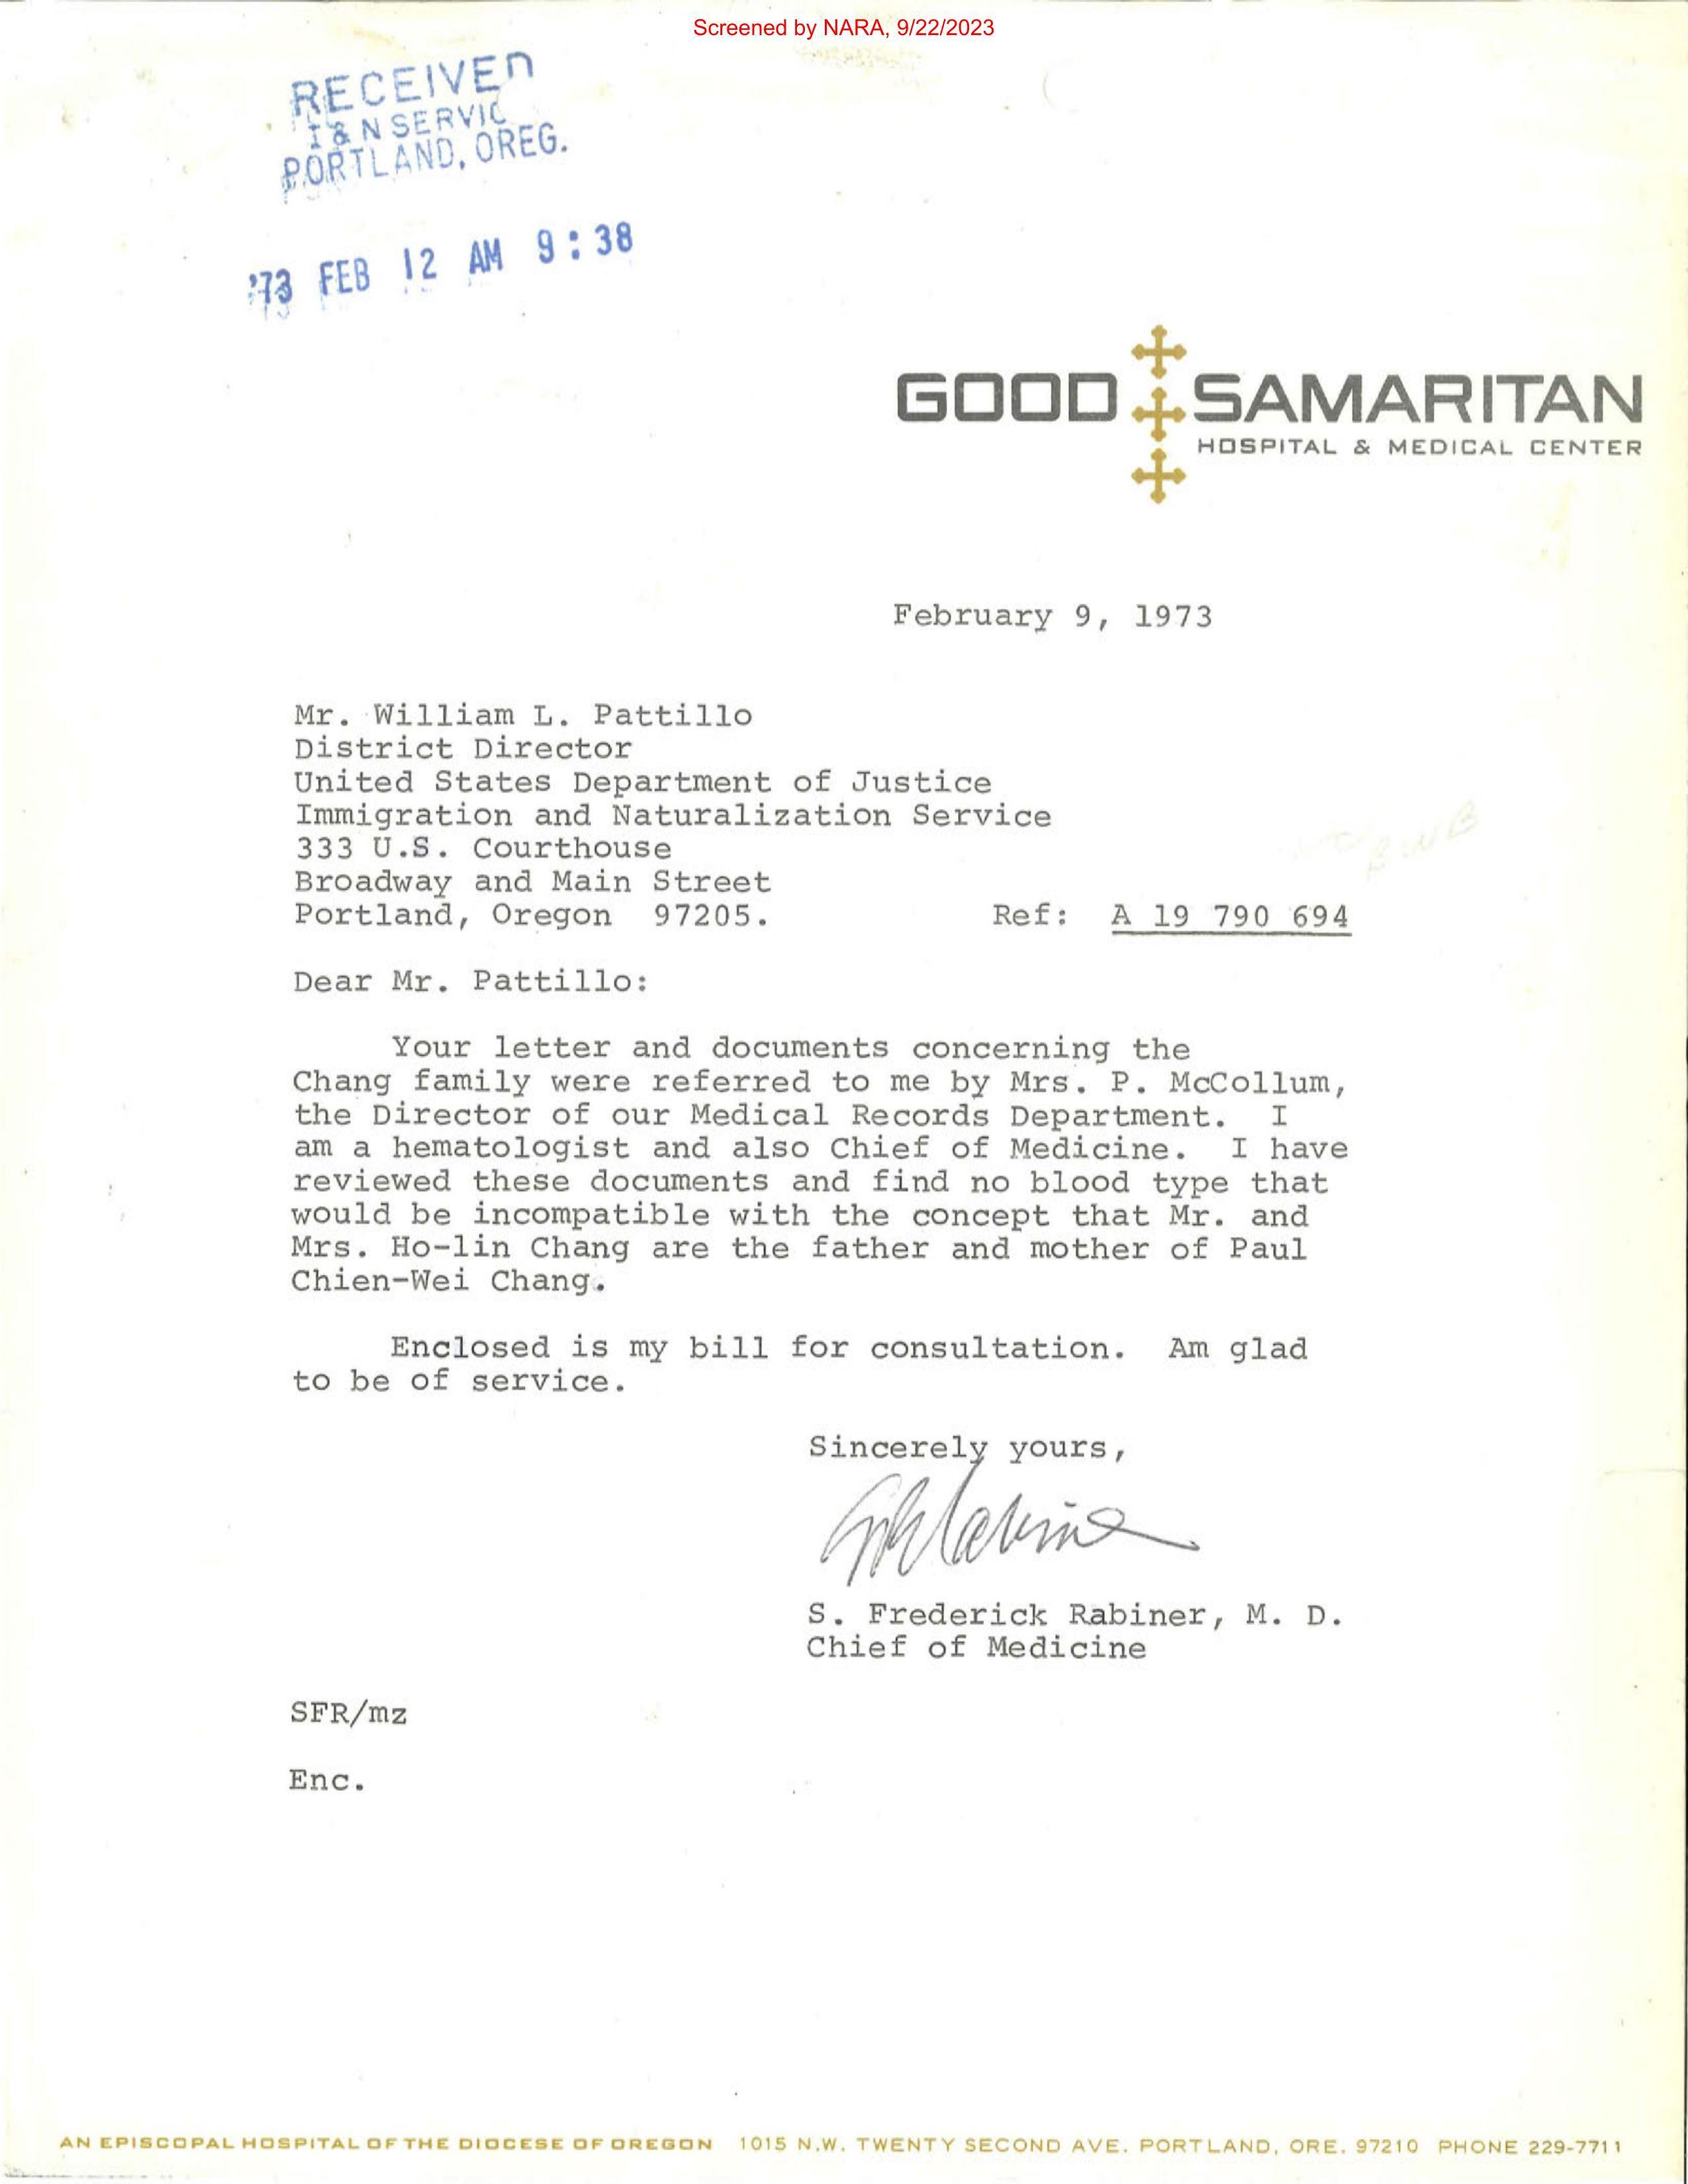 Screened by NARA, 9/22/2023
RECEIVED
I & N SERVIC
PORTLAND, OREG.
'73 FEB 12 AM 9:38
GOOD SAMARITAN
HOSPITAL & MEDICAL CENTER
February 9, 1973
Mr. William L. Pattillo
District Director
United States Department of Justice
Immigration and Naturalization Service
333 U.S. Courthouse
Broadway and Main Street
Portland, Oregon 97205. Ref: A 19 790 694
Dear Mr. Pattillo:
Your letter and documents concerning the
Chang family were referred to me by Mrs. P. McCollum,
the Director of our Medical Records Department. I
am a hematologist and also Chief of Medicine. I have
reviewed these documents and find no blood type that
would be incompatible with the concept that Mr. and
Mrs. Ho-lin Chang are the father and mother of Paul
Chien-Wei Chang.
Enclosed is my bill for consultation. Am glad
to be of service.
Sincerely yours,
S. Frederick Rabiner, M. D.
Chief of Medicine
SFR/mz
Enc.
AN EPISCOPAL HOSPITAL OF THE DIOCESE OF OREGON 1015 N.W. TWENTY SECOND AVE. PORTLAND, ORE. 97210 PHONE 229-7711